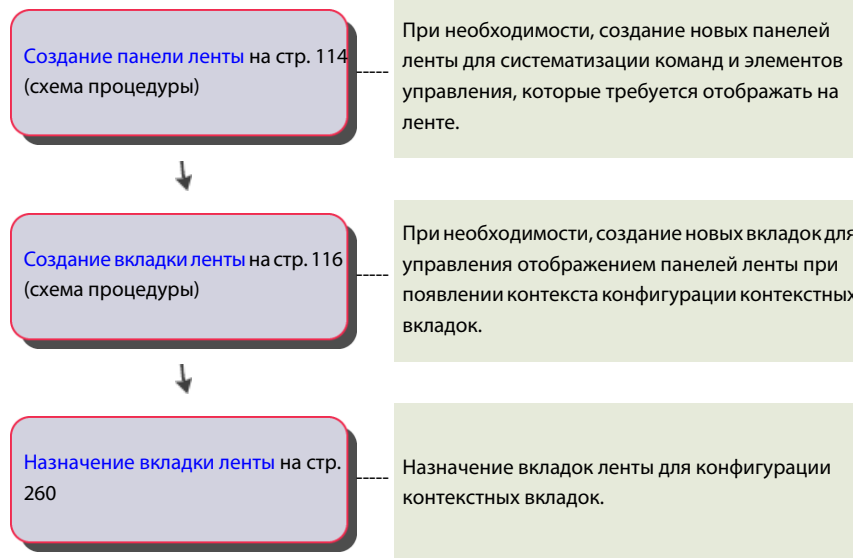 Создание панели ленты на стр. 114
(схема процедуры)
При необходимости, создание новых панелей
ленты для систематизации команд и элементов
управления, которые требуется отображать на
ленте.
Создание вкладки ленты на стр. 116
(схема процедуры)
При необходимости, создание новых вкладок для
управления отображением панелей ленты при
появлении контекста конфигурации контекстных
вкладок.
Назначение вкладки ленты на стр.
260
Назначение вкладок ленты для конфигурации
контекстных вкладок.